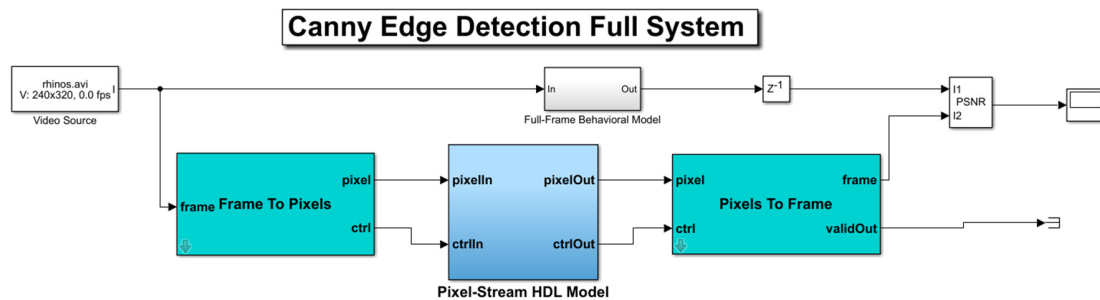 Canny Edge Detection Full System
rhinos.avi
V: 240x320, 0.0 fps
I
Video Source
In
Out
Full-Frame Behavioral Model
Z-1
I1
PSNR
I2
frame
Frame To Pixels
pixel
ctrl
pixelIn
pixelOut
ctrlIn
ctrlOut
Pixel-Stream HDL Model
pixel
frame
Pixels To Frame
ctrl
validOut